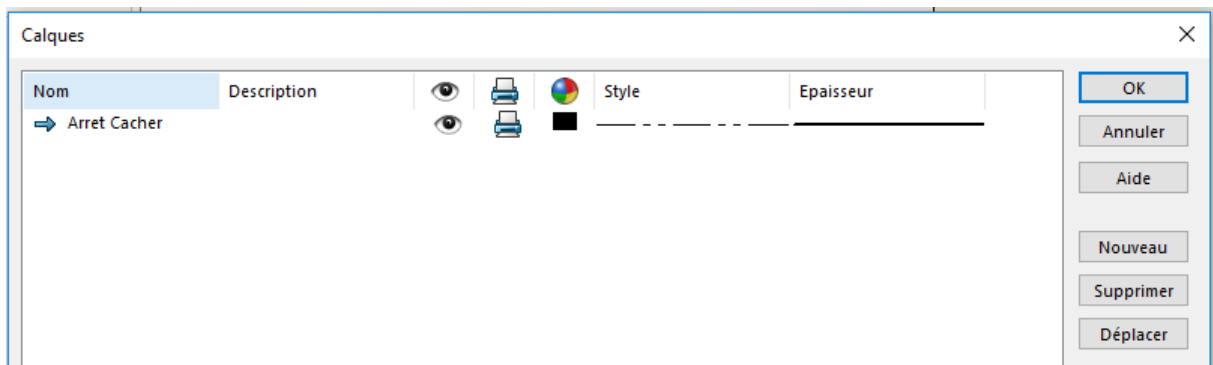 Calques
Nom Description Style Epaisseur
Arret Cacher
OK
Annuler
Aide
Nouveau
Supprimer
Déplacer